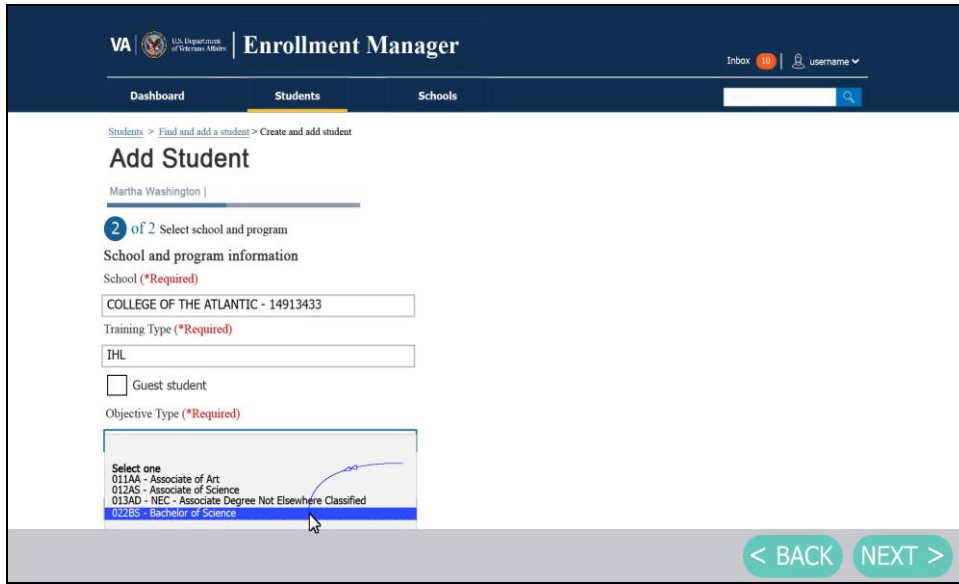 VA | U.S. Department of Veterans Affairs | Enrollment Manager
Inbox 10 | username
Dashboard Students Schools
Students > Find and add a student > Create and add student
Add Student
Martha Washington |
2 of 2 Select school and program
School and program information
School (*Required)
COLLEGE OF THE ATLANTIC - 14913433
Training Type (*Required)
IHL
Guest student
Objective Type (*Required)
Select one
011AA - Associate of Art
012AS - Associate of Science
013AD - NEC - Associate Degree Not Elsewhere Classified
022BS - Bachelor of Science
< BACK NEXT >